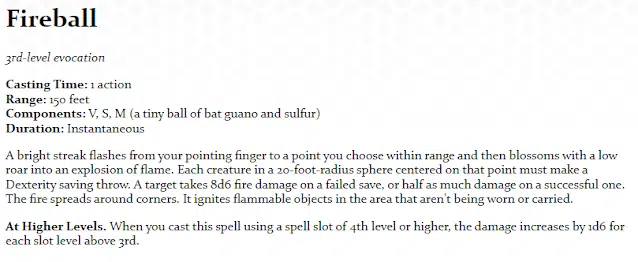 Fireball
3rd-level evocation
Casting Time: 1 action
Range: 150 feet
Components: V, S, M (a tiny ball of bat guano and sulfur)
Duration: Instantaneous
A bright streak flashes from your pointing finger to a point you choose within range and then blossoms with a low
roar into an explosion of flame. Each creature in a 20-foot-radius sphere centered on that point must make a
Dexterity saving throw. A target takes 8d6 fire damage on a failed save, or half as much damage on a successful one.
The fire spreads around corners. It ignites flammable objects in the area that aren't being worn or carried.
At Higher Levels. When you cast this spell using a spell slot of 4th level or higher, the damage increases by 1d6 for
each slot level above 3rd.